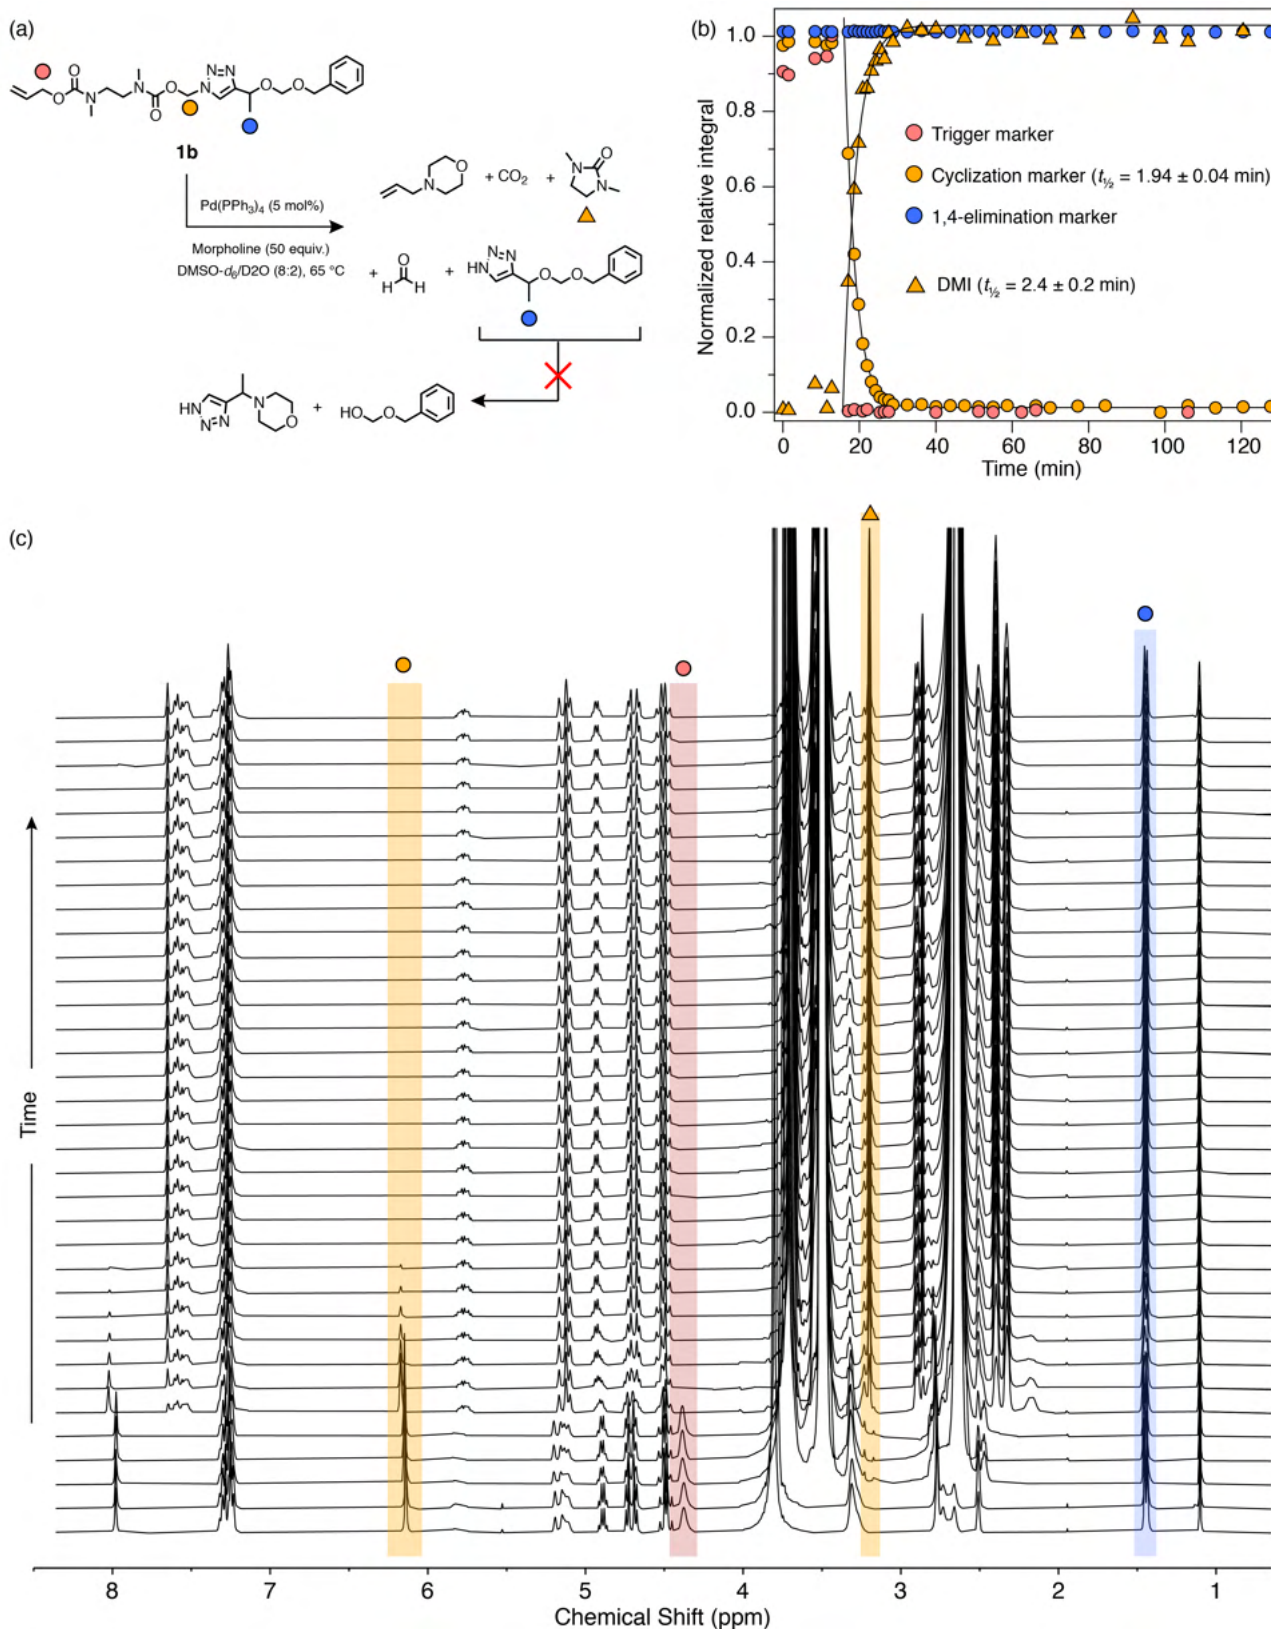 (a)
O
O
N
N
O
O
N
N
N
O
O
1b
Pd(PPh3)4 (5 mol%)
Morpholine (50 equiv.)
DMSO-d6/D2O (8:2), 65 °C
N
O
+ CO2 +
O
N
N
+
O
H
H
+
N
N
HN
O
O
HN
N
N
N
O
+
HO
O
(b)
Normalized relative integral
1.0
0.8
0.6
0.4
0.2
0.0
Trigger marker
Cyclization marker (t½ = 1.94 ± 0.04 min)
1,4-elimination marker
DMI (t½ = 2.4 ± 0.2 min)
0
20
40
60
80
100
120
Time (min)
(c)
Time
8
7
6
5
4
3
2
1
Chemical Shift (ppm)